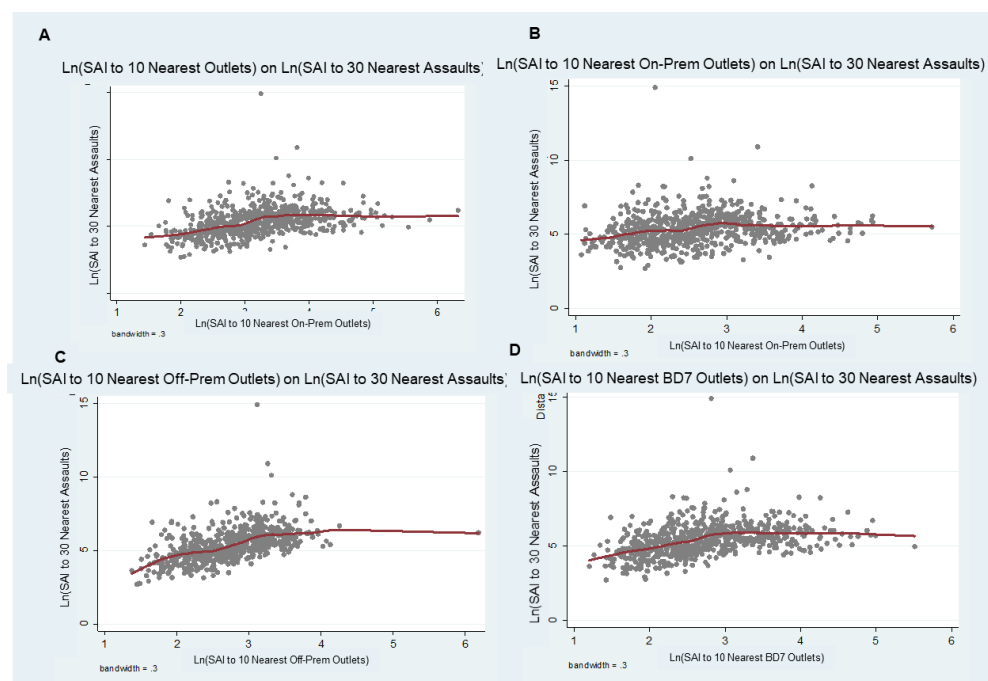 A
Ln(SAI to 10 Nearest Outlets) on Ln(SAI to 30 Nearest Assaults)
Ln(SAI to 30 Nearest Assaults)
1 2 3 4 5 6
Ln(SAI to 10 Nearest On-Prem Outlets)
bandwidth = .3
B
Ln(SAI to 10 Nearest On-Prem Outlets) on Ln(SAI to 30 Nearest Assaults)
Ln(SAI to 30 Nearest Assaults)
15
10
5
0
1 2 3 4 5 6
Ln(SAI to 10 Nearest On-Prem Outlets)
bandwidth = .3
C
Ln(SAI to 10 Nearest Off-Prem Outlets) on Ln(SAI to 30 Nearest Assaults)
Ln(SAI to 30 Nearest Assaults)
15
10
5
0
1 2 3 4 5 6
Ln(SAI to 10 Nearest Off-Prem Outlets)
bandwidth = .3
D
Ln(SAI to 10 Nearest BD7 Outlets) on Ln(SAI to 30 Nearest Assaults)
Dista
Ln(SAI to 30 Nearest Assaults)
15
10
5
0
1 2 3 4 5 6
Ln(SAI to 10 Nearest BD7 Outlets)
bandwidth = .3